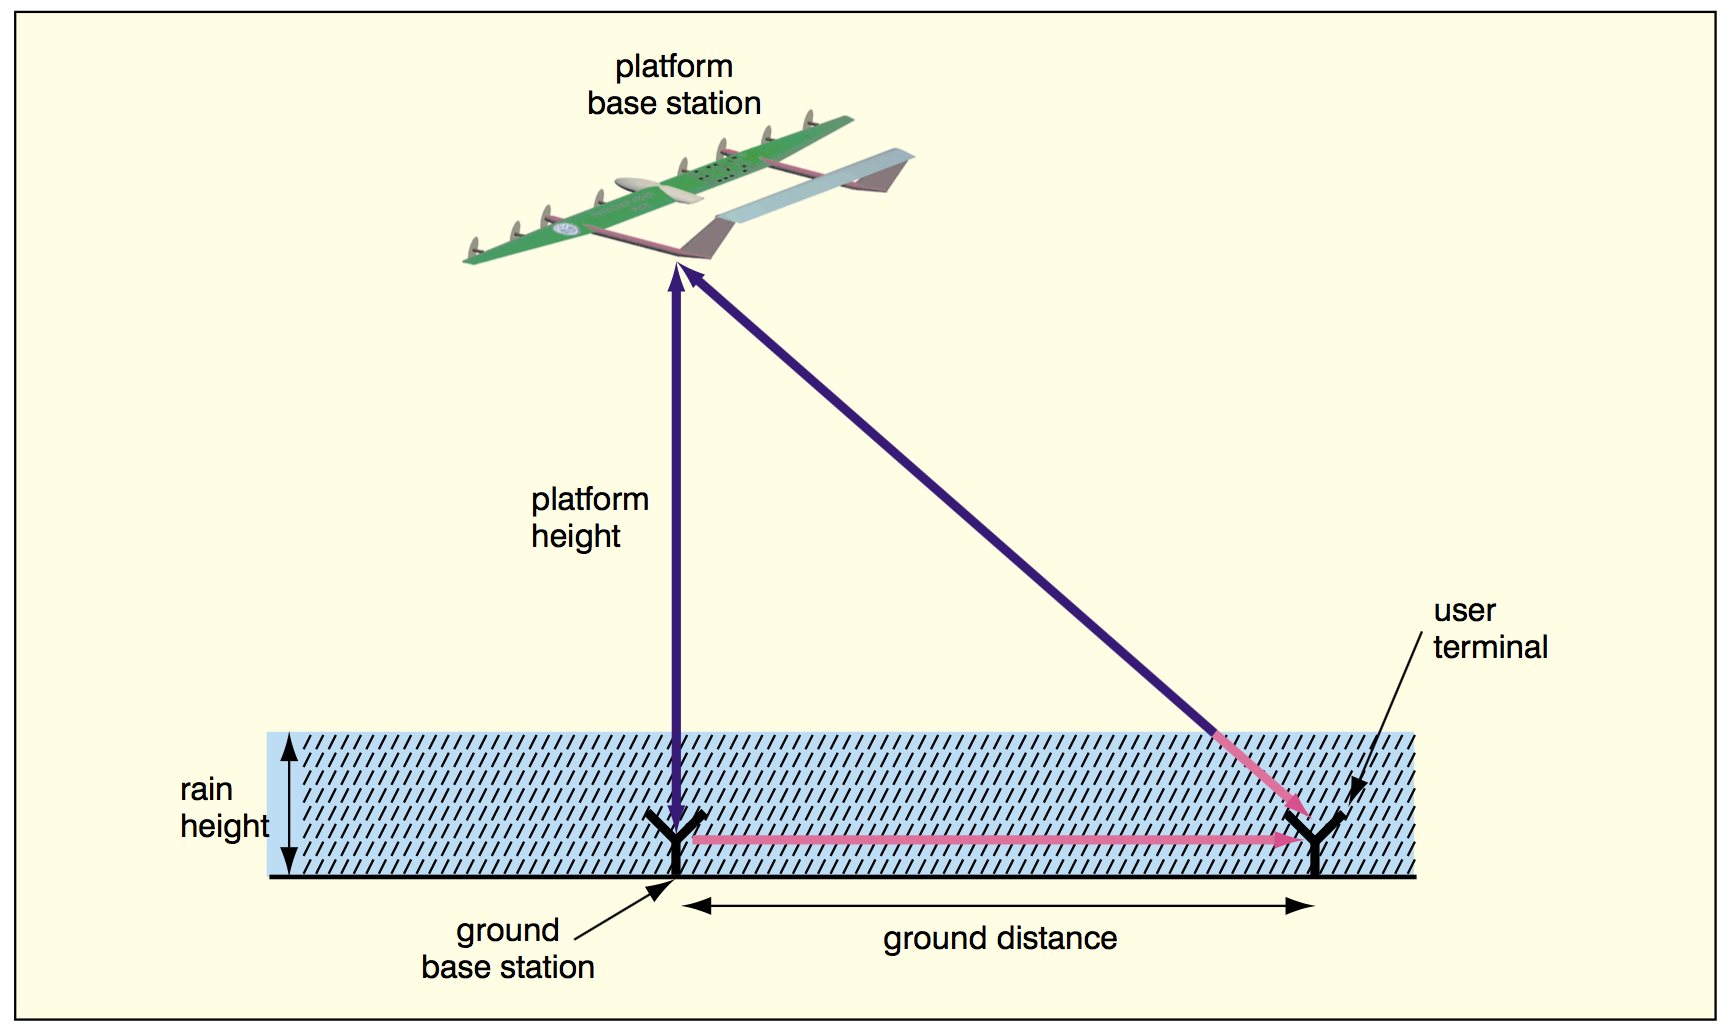 platform
base station
platform
height
user
terminal
rain
height
ground
base station
ground distance